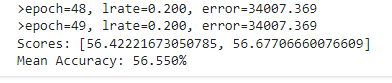 >epoch=48, lrate=0.200, error=34007.369
>epoch=49, lrate=0.200, error=34007.369
Scores: [56.42221673050785, 56.67706660076609]
Mean Accuracy: 56.550%